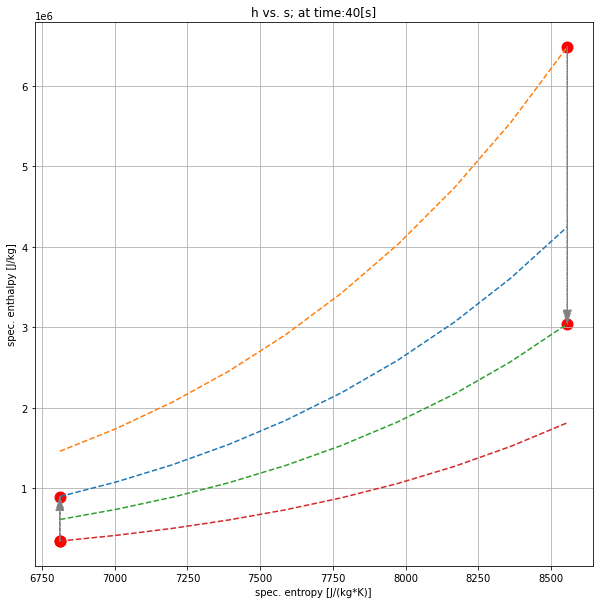 h vs. s; at time:40[s]
1e6
6
5
4
3
2
1
spec. enthalpy [J/kg]
6750 7000 7250 7500 7750 8000 8250 8500
spec. entropy [J/(kg*K)]